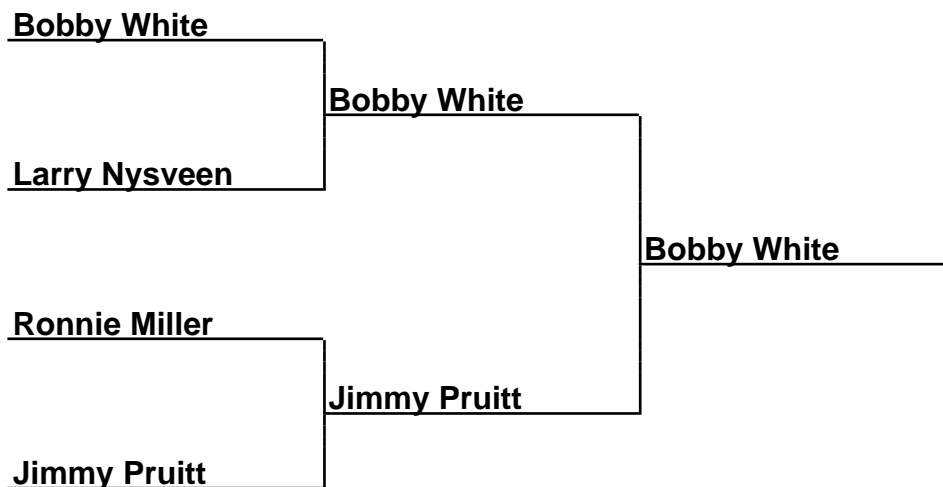 Bobby White
Bobby White
Larry Nysveen
Bobby White
Ronnie Miller
Jimmy Pruitt
Jimmy Pruitt